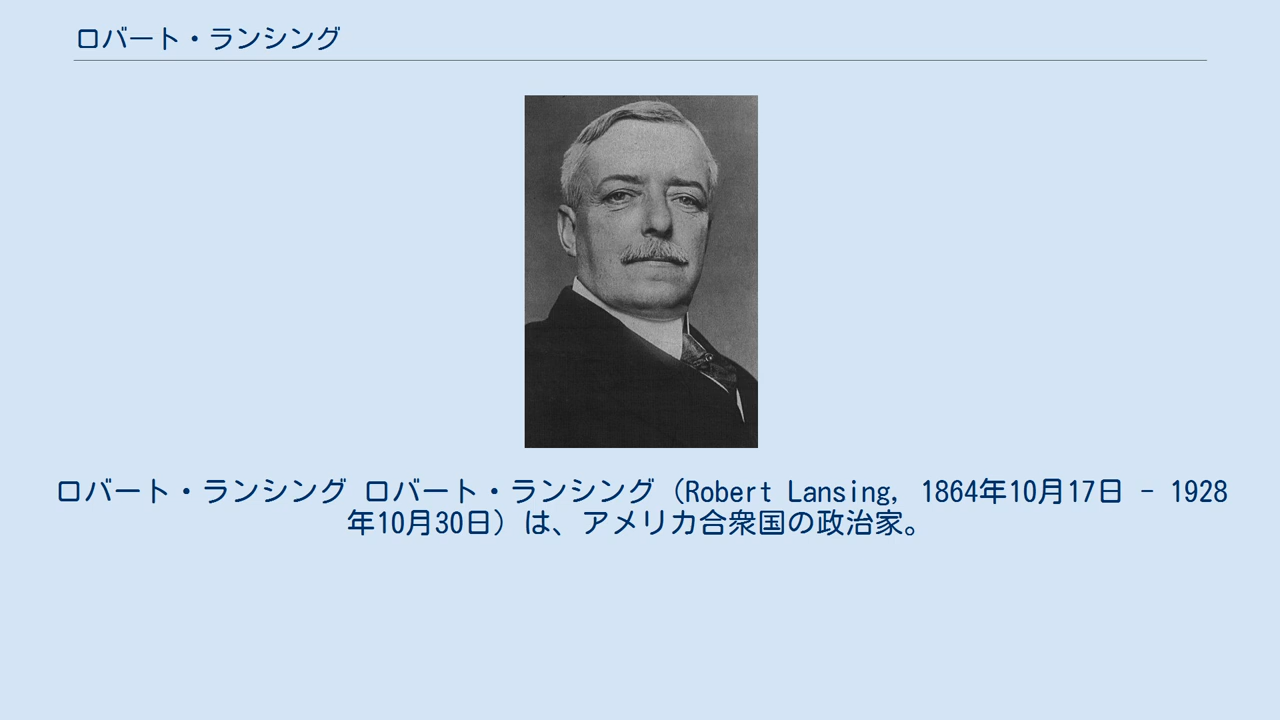 ロバート・ランシング
ロバート・ランシング ロバート・ランシング（Robert Lansing, 1864年10月17日 - 1928
年10月30日）は、アメリカ合衆国の政治家。